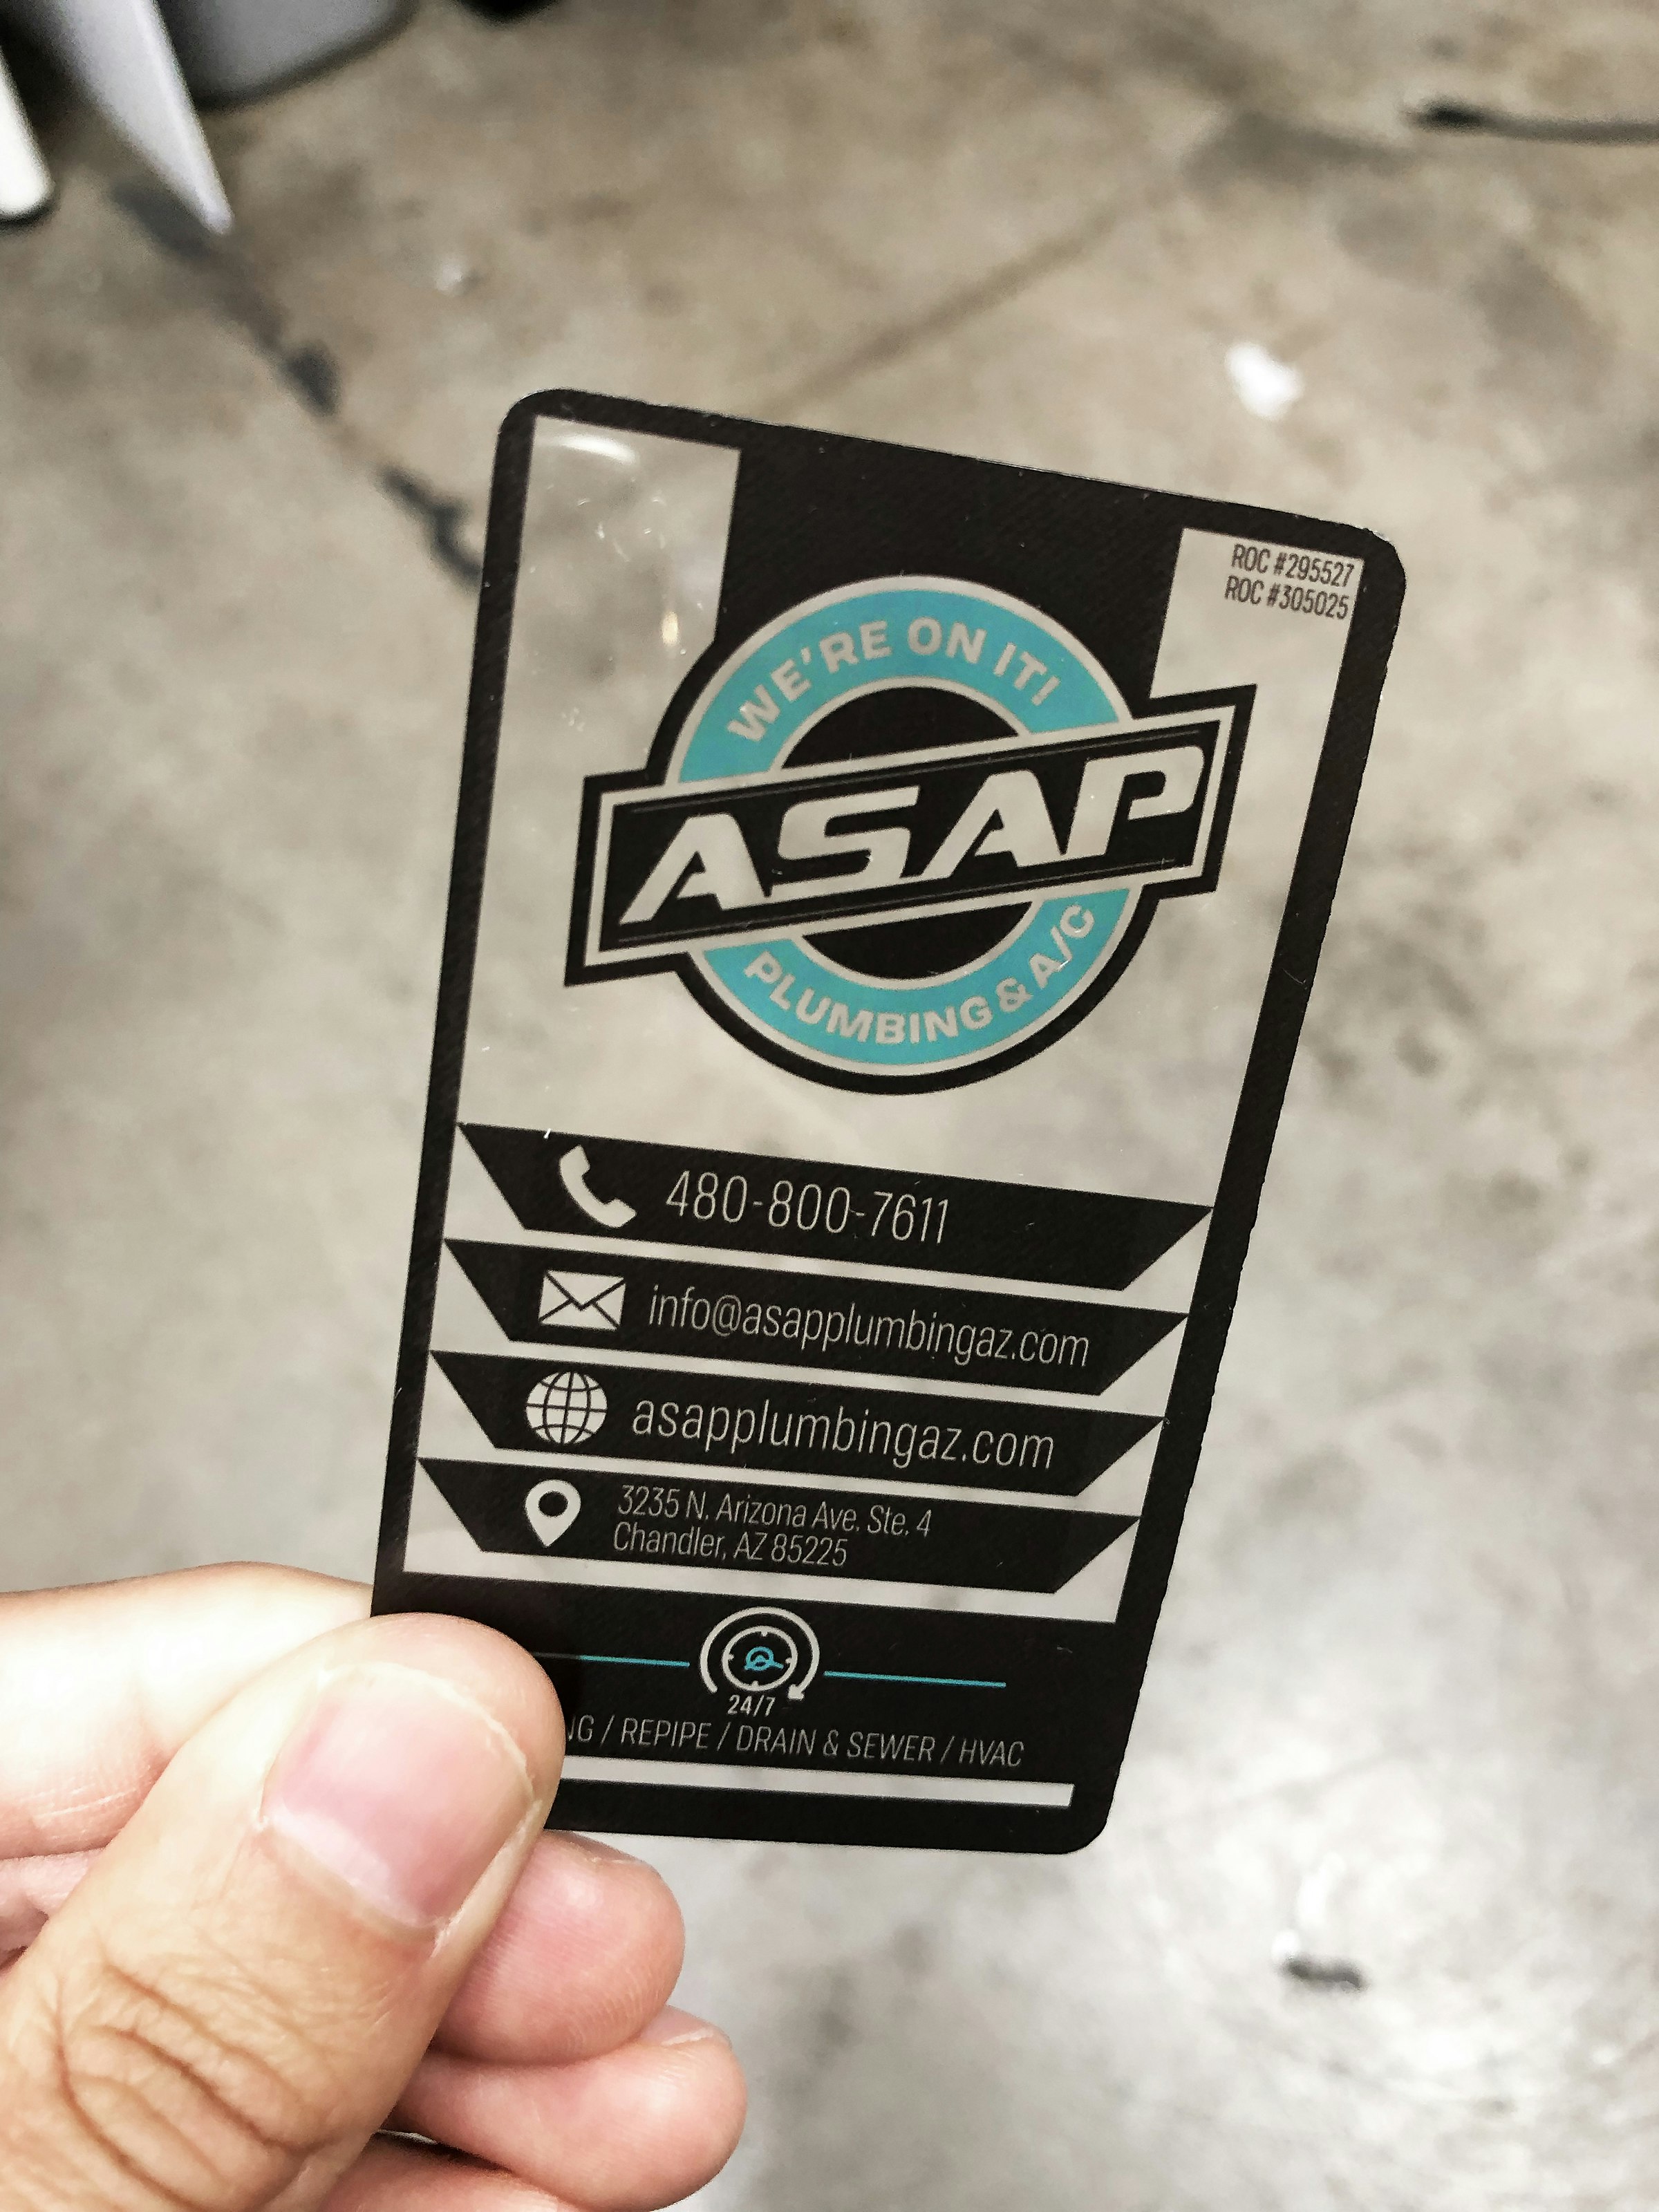 ROC #295527
ROC #305025
WE'RE ON IT!
ASAP
PLUMBING & A/C
480-800-7611
info@asapplumbingaz.com
asapplumbingaz.com
3235 N. Arizona Ave. Ste. 4
Chandler, AZ 85225
24/7
/ REPIPE / DRAIN & SEWER / HVAC